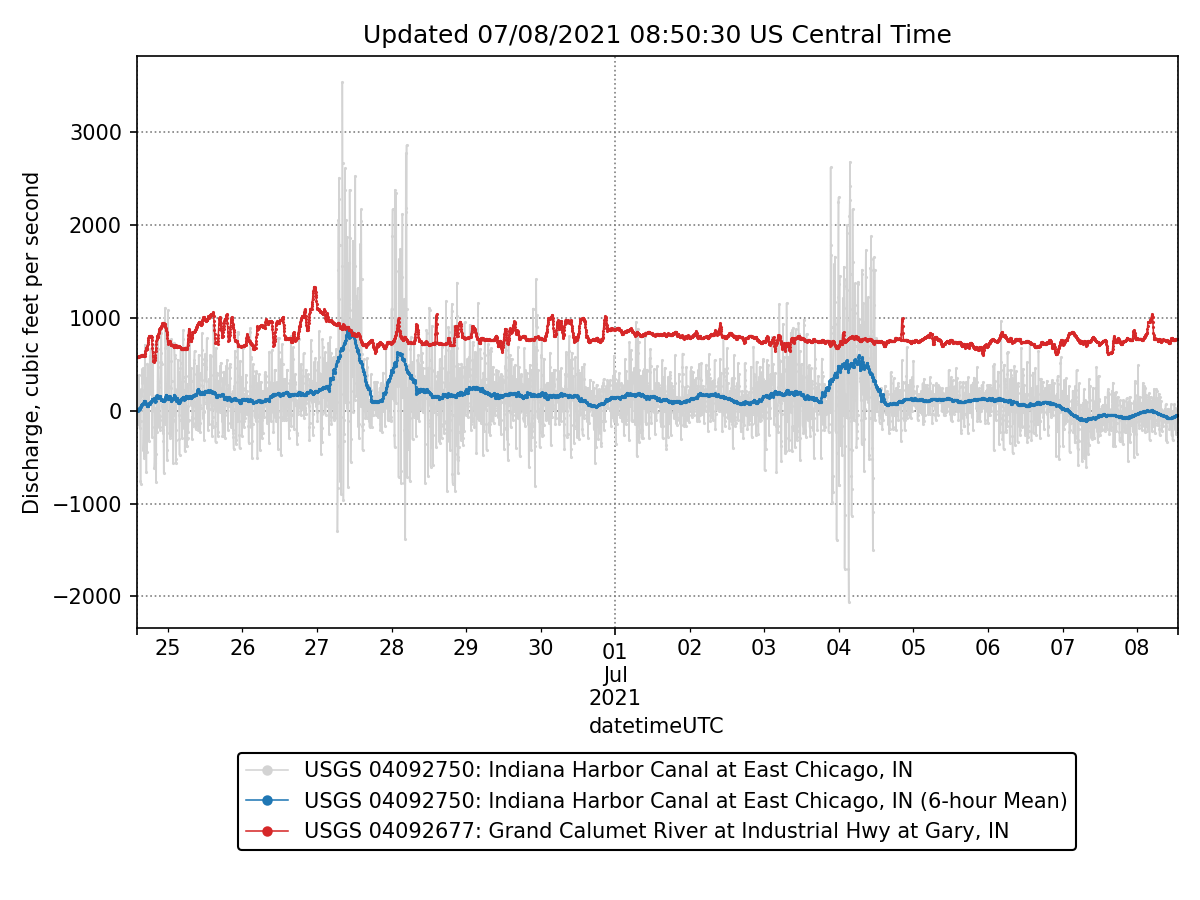 Updated 07/08/2021 08:50:30 US Central Time
Discharge, cubic feet per second
3000
2000
1000
0
−1000
−2000
25 26 27 28 29 30 01 02 03 04 05 06 07 08
Jul
2021
datetimeUTC
USGS 04092750: Indiana Harbor Canal at East Chicago, IN
USGS 04092750: Indiana Harbor Canal at East Chicago, IN (6-hour Mean)
USGS 04092677: Grand Calumet River at Industrial Hwy at Gary, IN